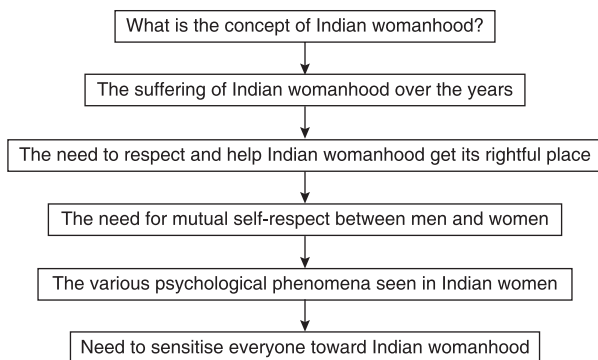 What is the concept of Indian womanhood?
The suffering of Indian womanhood over the years
The need to respect and help Indian womanhood get its rightful place
The need for mutual self-respect between men and women
The various psychological phenomena seen in Indian women
Need to sensitise everyone toward Indian womanhood